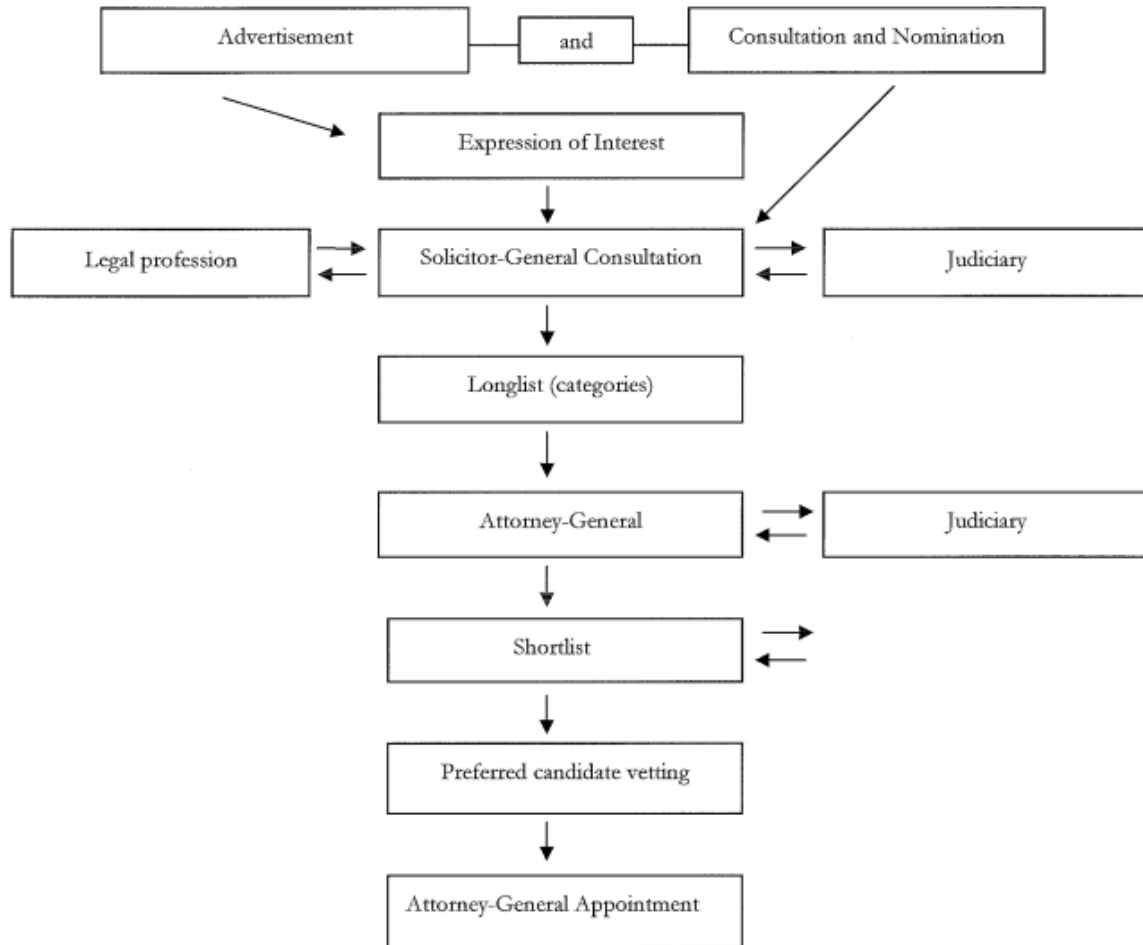 Advertisement
and
Consultation and Nomination
Expression of Interest
Legal profession
Solicitor-General Consultation
Judiciary
Longlist (categories)
Attorney-General
Judiciary
Shortlist
Preferred candidate vetting
Attorney-General Appointment